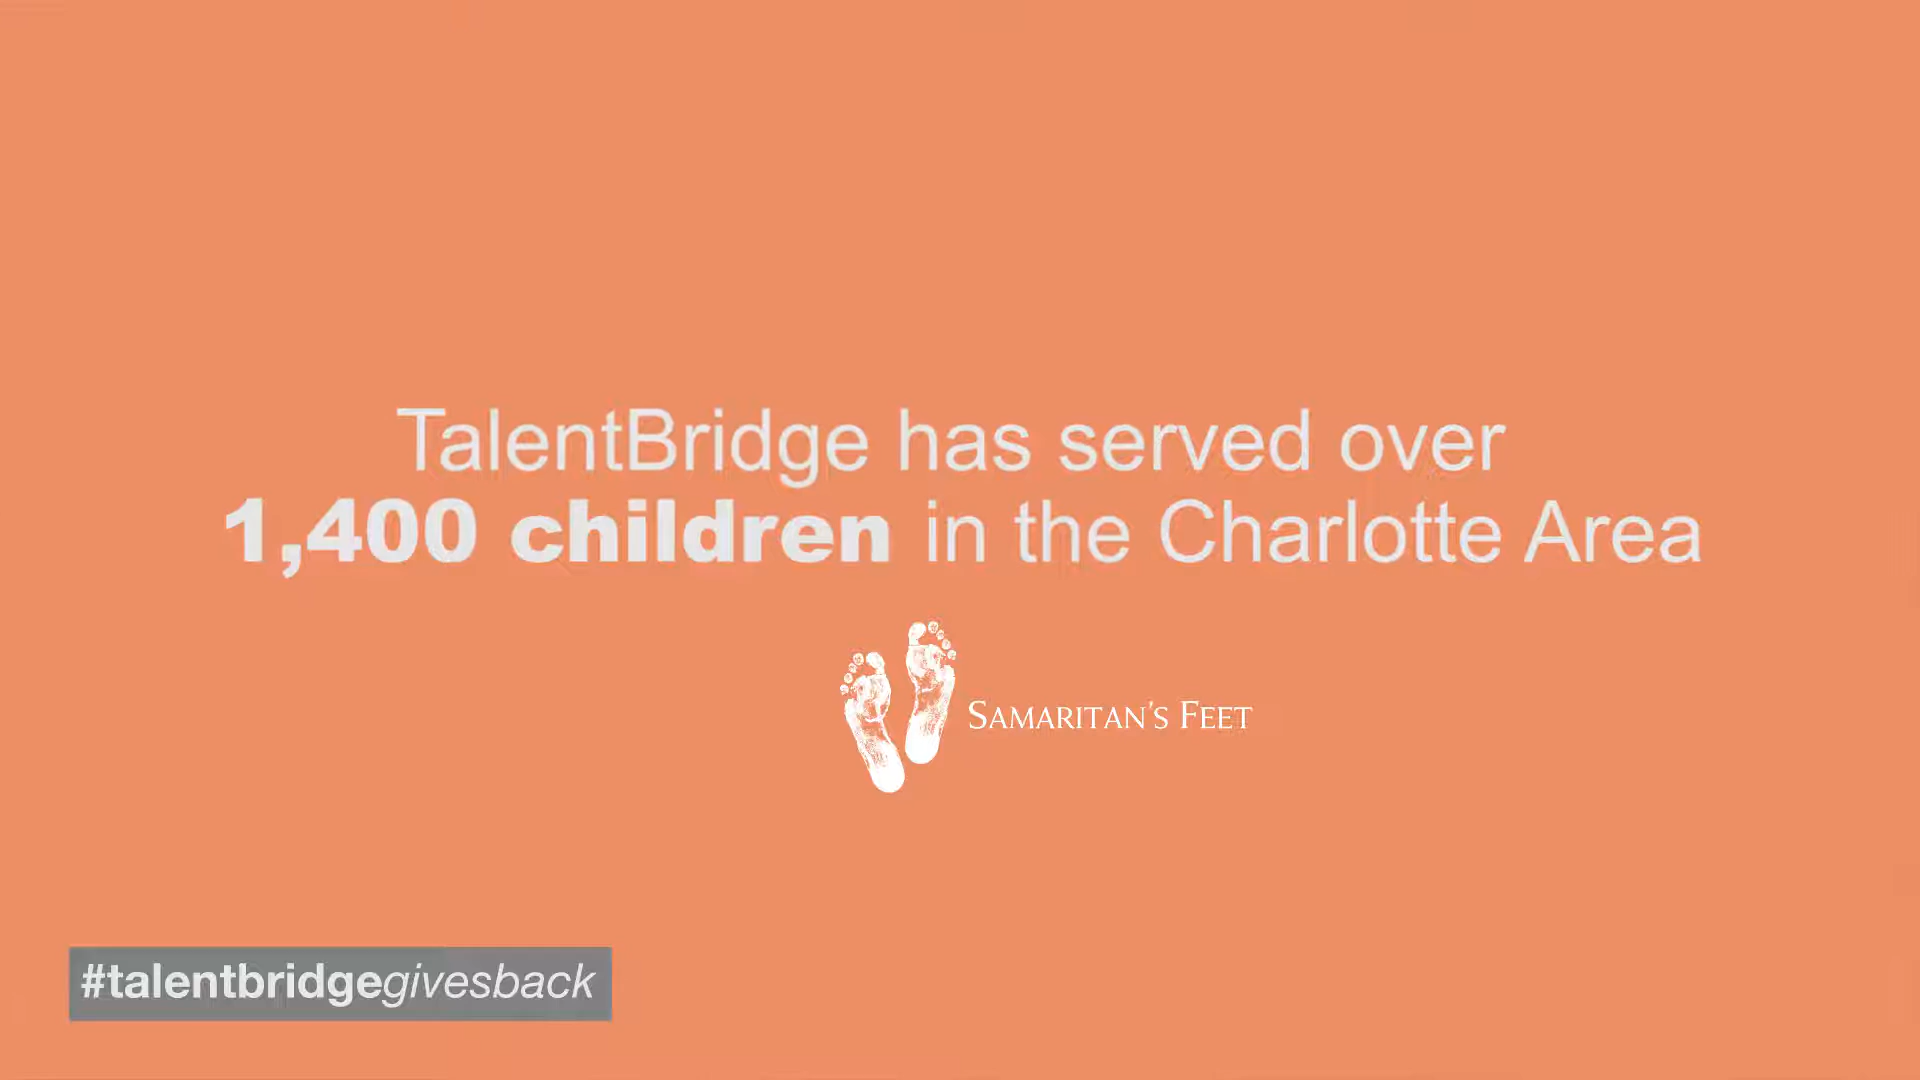 TalentBridge has served over
1,400 children in the Charlotte Area
SAMARITAN'S FEET
#talentbridgegivesback